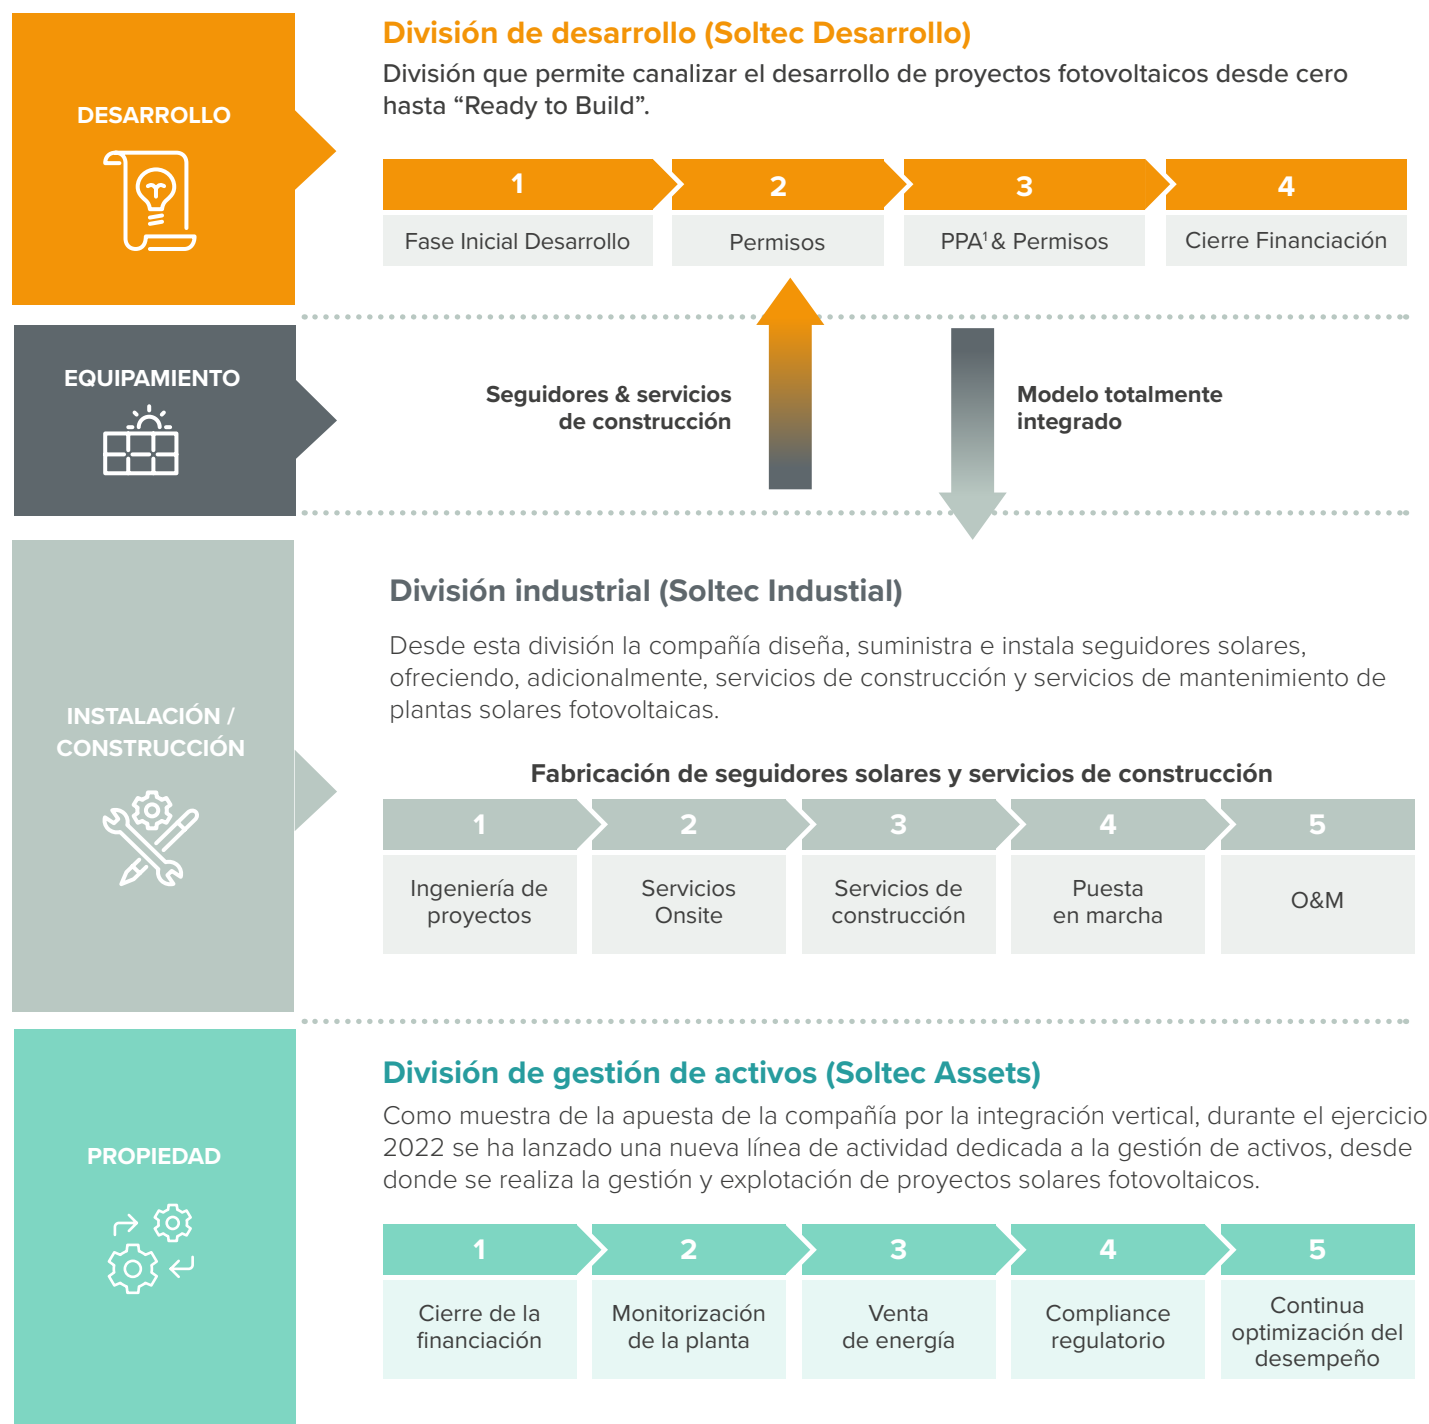 DESARROLLO
División de desarrollo (Soltec Desarrollo)
División que permite canalizar el desarrollo de proyectos fotovoltaicos desde cero
hasta “Ready to Build”.
1
2
3
4
Fase Inicial Desarrollo
Permisos
PPA¹ & Permisos
Cierre Financiación
EQUIPAMIENTO
Seguidores & servicios
de construcción
Modelo totalmente
integrado
INSTALACIÓN /
CONSTRUCCIÓN
División industrial (Soltec Industial)
Desde esta división la compañía diseña, suministra e instala seguidores solares,
ofreciendo, adicionalmente, servicios de construcción y servicios de mantenimiento de
plantas solares fotovoltaicas.
Fabricación de seguidores solares y servicios de construcción
1
2
3
4
5
Ingeniería de
proyectos
Servicios
Onsite
Servicios de
construcción
Puesta
en marcha
O&M
PROPIEDAD
División de gestión de activos (Soltec Assets)
Como muestra de la apuesta de la compañía por la integración vertical, durante el ejercicio
2022 se ha lanzado una nueva línea de actividad dedicada a la gestión de activos, desde
donde se realiza la gestión y explotación de proyectos solares fotovoltaicos.
1
2
3
4
5
Cierre de la
financiación
Monitorización
de la planta
Venta
de energía
Compliance
regulatorio
Continua
optimización del
desempeño